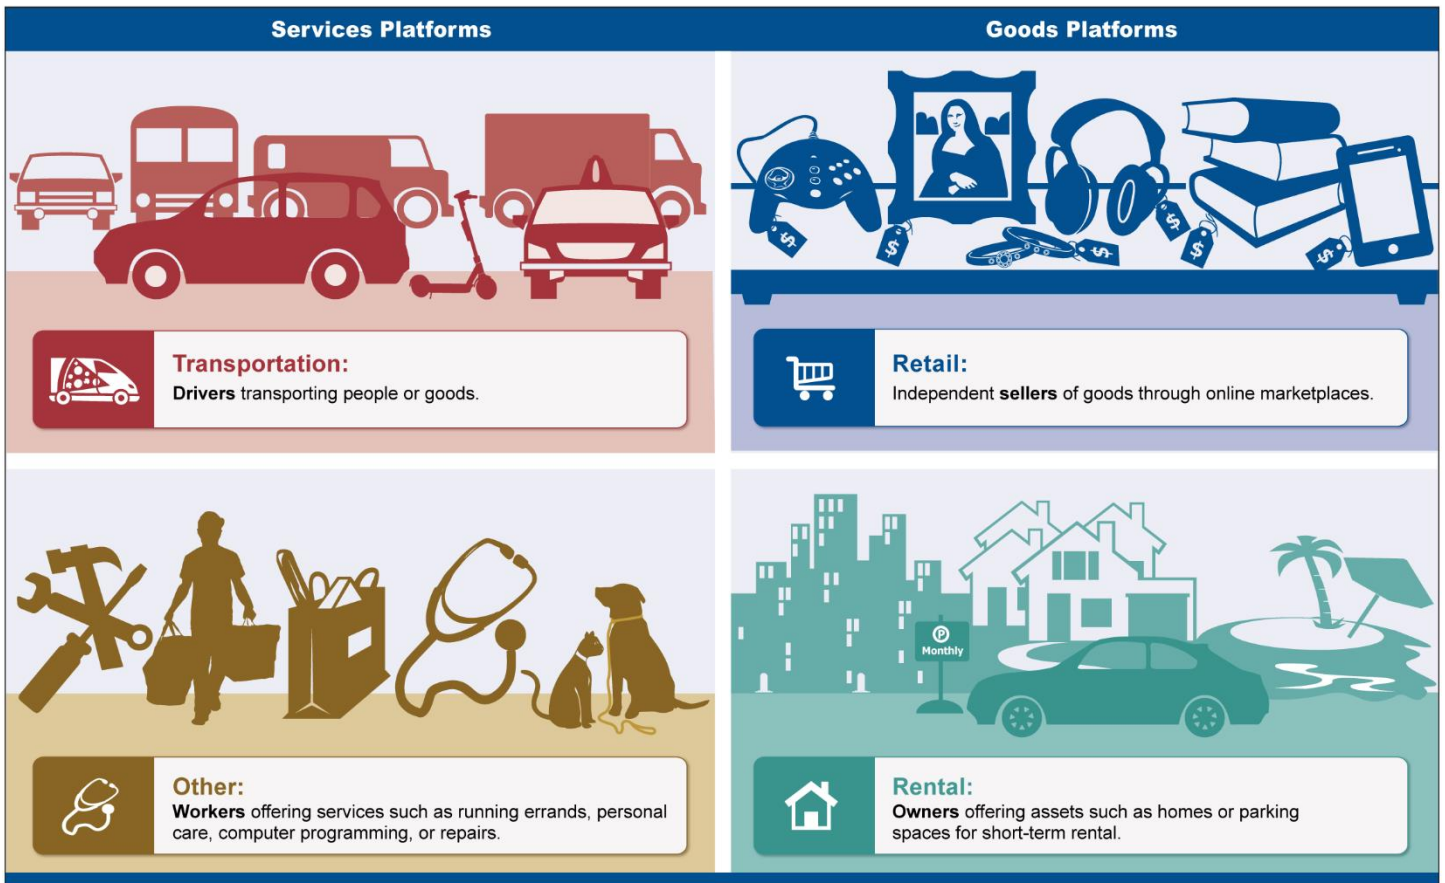 Services Platforms
Goods Platforms
$
$
$
$
$
$
Transportation:
Drivers transporting people or goods.
Retail:
Independent sellers of goods through online marketplaces.
P
Monthly
Other:
Workers offering services such as running errands, personal
care, computer programming, or repairs.
Rental:
Owners offering assets such as homes or parking
spaces for short-term rental.